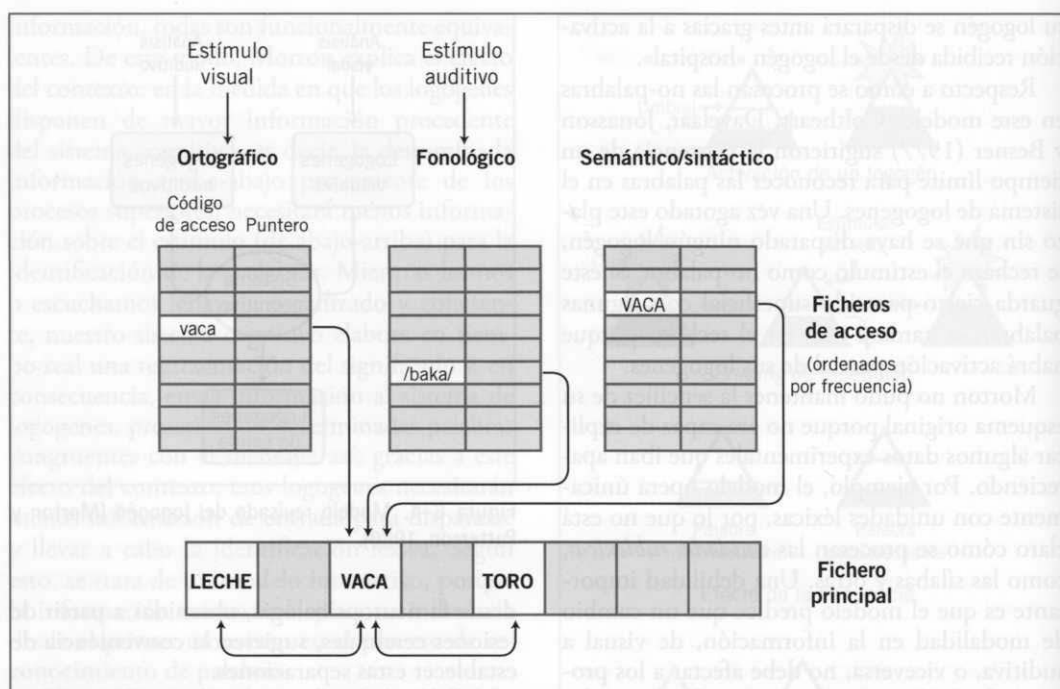 Estímulo
visual
Estímulo
auditivo
Ortográfico
Fonológico
Semántico/sintáctico
Código
de acceso
Puntero
vaca
/baka/
VACA
Ficheros
de acceso
(ordenados
por frecuencia)
LECHE
VACA
TORO
Fichero
principal